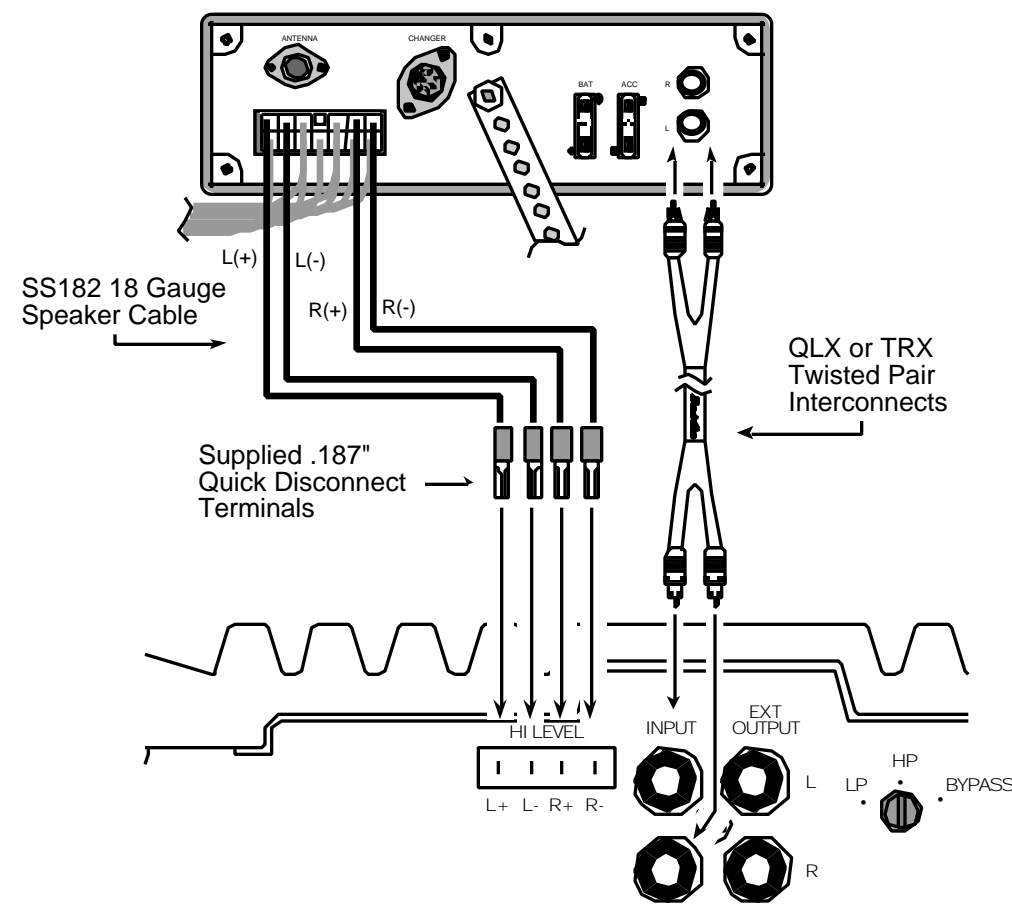 ANTENNA
CHANGER
BAT
ACC
R
L
L(+)
L(-)
R(+)
R(-)
SS182 18 Gauge
Speaker Cable
QLX or TRX
Twisted Pair
Interconnects
Supplied .187"
Quick Disconnect
Terminals
HI LEVEL
L+ L- R+ R-
INPUT
EXT
OUTPUT
L
R
LP
HP
BYPASS